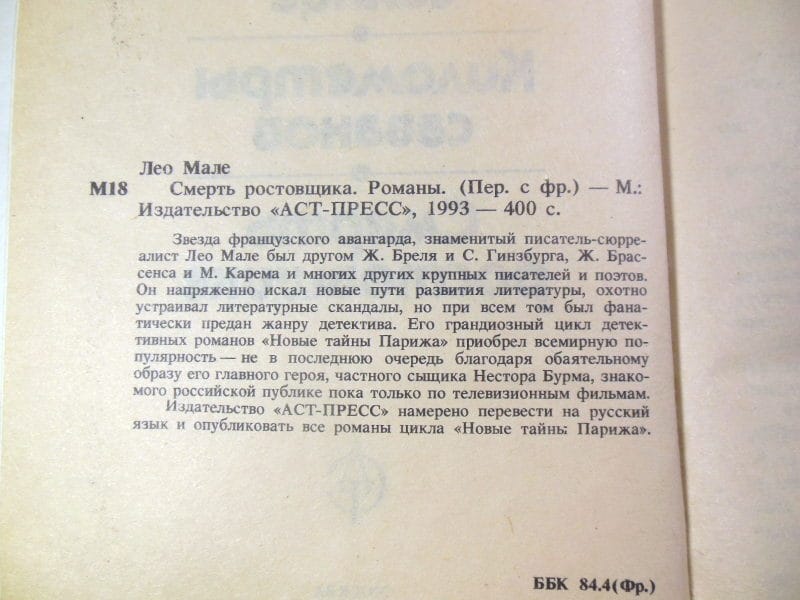 Лео Мале
М18 Смерть ростовщика. Романы. (Пер. с фр.) — М.:
Издательство «АСТ-ПРЕСС», 1993 — 400 с.
Звезда французского авангарда, знаменитый писатель-сюрре-
алист Лео Мале был другом Ж. Бреля и С. Гинзбурга, Ж. Брас-
сенса и М. Карема и многих других крупных писателей и поэтов.
Он напряженно искал новые пути развития литературы, охотно
устраивал литературные скандалы, но при всем том был фана-
тически предан жанру детектива. Его грандиозный цикл детек-
тивных романов «Новые тайны Парижа» приобрел всемирную по-
пулярность — не в последнюю очередь благодаря обаятельному
образу его главного героя, частного сыщика Нестора Бурма, знако-
мого российской публике пока только по телевизионным фильмам.
Издательство «АСТ-ПРЕСС» намерено перевести на русский
язык и опубликовать все романы цикла «Новые тайны Парижа».
ББК 84.4(Фр.)